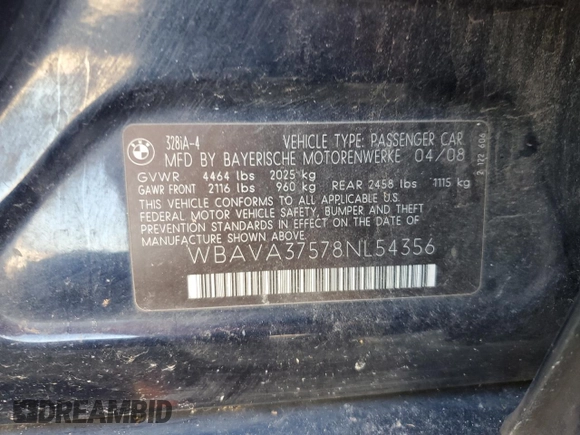 BMW
328iA-4 VEHICLE TYPE: PASSENGER CAR
MFD BY BAYERISCHE MOTORENWERKE 04/08
GVWR 4464 lbs 2025 kg
GAWR FRONT 2116 lbs 960 kg REAR 2458 lbs 1115 kg
THIS VEHICLE CONFORMS TO ALL APPLICABLE U.S.
FEDERAL MOTOR VEHICLE SAFETY, BUMPER AND THEFT
PREVENTION STANDARDS IN EFFECT ON THE DATE OF
MANUFACTURE SHOWN ABOVE.
WBAVA37578NL54356
DREAMBID